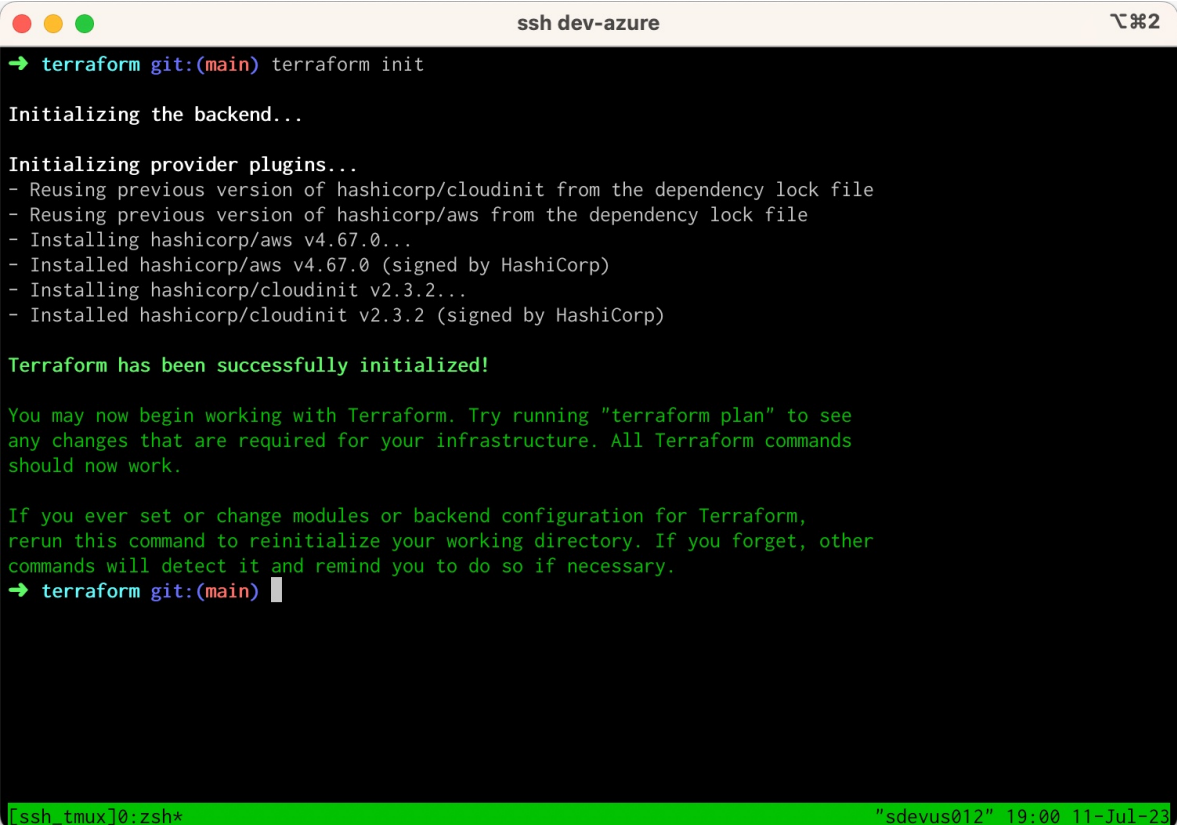 ssh dev-azure
⌥⌘2
➜ terraform git:(main) terraform init
Initializing the backend...
Initializing provider plugins...
- Reusing previous version of hashicorp/cloudinit from the dependency lock file
- Reusing previous version of hashicorp/aws from the dependency lock file
- Installing hashicorp/aws v4.67.0...
- Installed hashicorp/aws v4.67.0 (signed by HashiCorp)
- Installing hashicorp/cloudinit v2.3.2...
- Installed hashicorp/cloudinit v2.3.2 (signed by HashiCorp)
Terraform has been successfully initialized!
You may now begin working with Terraform. Try running "terraform plan" to see
any changes that are required for your infrastructure. All Terraform commands
should now work.
If you ever set or change modules or backend configuration for Terraform,
rerun this command to reinitialize your working directory. If you forget, other
commands will detect it and remind you to do so if necessary.
➜ terraform git:(main)
[ssh_tmux]0:zsh* "sdevus012" 19:00 11-Jul-23